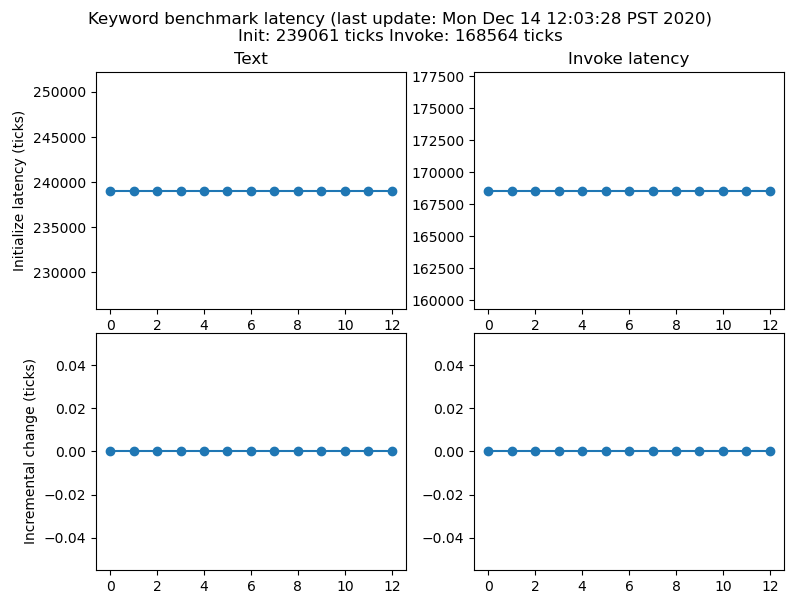 Keyword benchmark latency (last update: Mon Dec 14 12:03:28 PST 2020)
Init: 239061 ticks Invoke: 168564 ticks
Text
Invoke latency
Initialize latency (ticks)
250000
245000
240000
235000
230000
0 2 4 6 8 10 12
177500
175000
172500
170000
167500
165000
162500
160000
0 2 4 6 8 10 12
Incremental change (ticks)
0.04
0.02
0.00
−0.02
−0.04
0 2 4 6 8 10 12
0.04
0.02
0.00
−0.02
−0.04
0 2 4 6 8 10 12